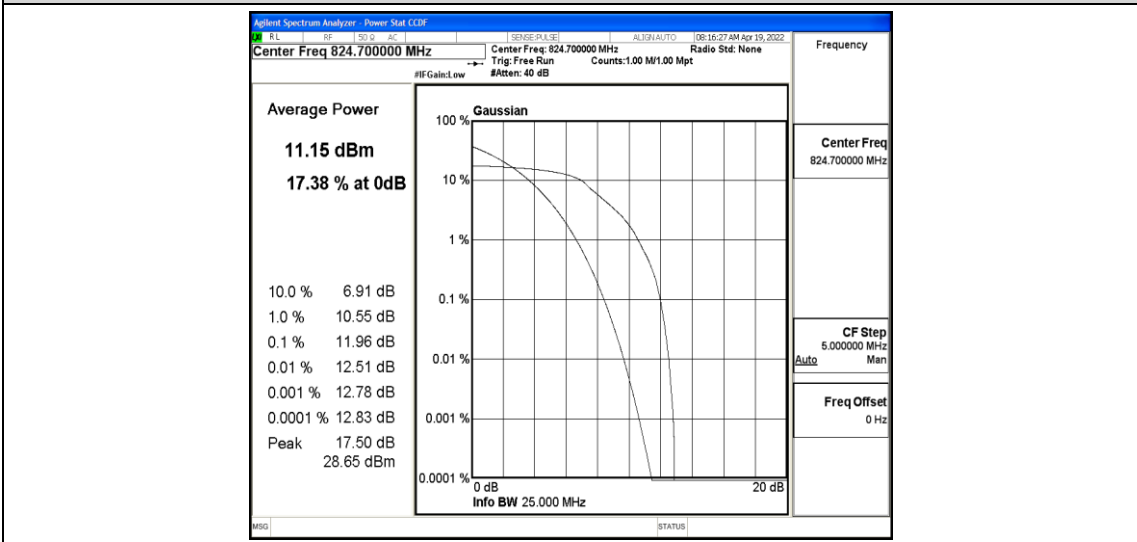 Agilent Spectrum Analyzer - Power Stat CCDF
LXI RL RF 50 Ω AC SENSE:PULSE ALIGN AUTO 08:16:27 AM Apr 19, 2022
Center Freq 824.700000 MHz
Center Freq: 824.700000 MHz Radio Std: None
Trig: Free Run Counts:1.00 M/1.00 Mpt
#IFGain:Low #Atten: 40 dB
Frequency
Average Power
11.15 dBm
17.38 % at 0dB
10.0 % 6.91 dB
1.0 % 10.55 dB
0.1 % 11.96 dB
0.01 % 12.51 dB
0.001 % 12.78 dB
0.0001 % 12.83 dB
Peak 17.50 dB
28.65 dBm
Gaussian
100 %
10 %
1 %
0.1 %
0.01 %
0.001 %
0.0001 %
0 dB 20 dB
Info BW 25.000 MHz
Center Freq
824.700000 MHz
CF Step
5.000000 MHz
Auto Man
Freq Offset
0 Hz
MSG STATUS